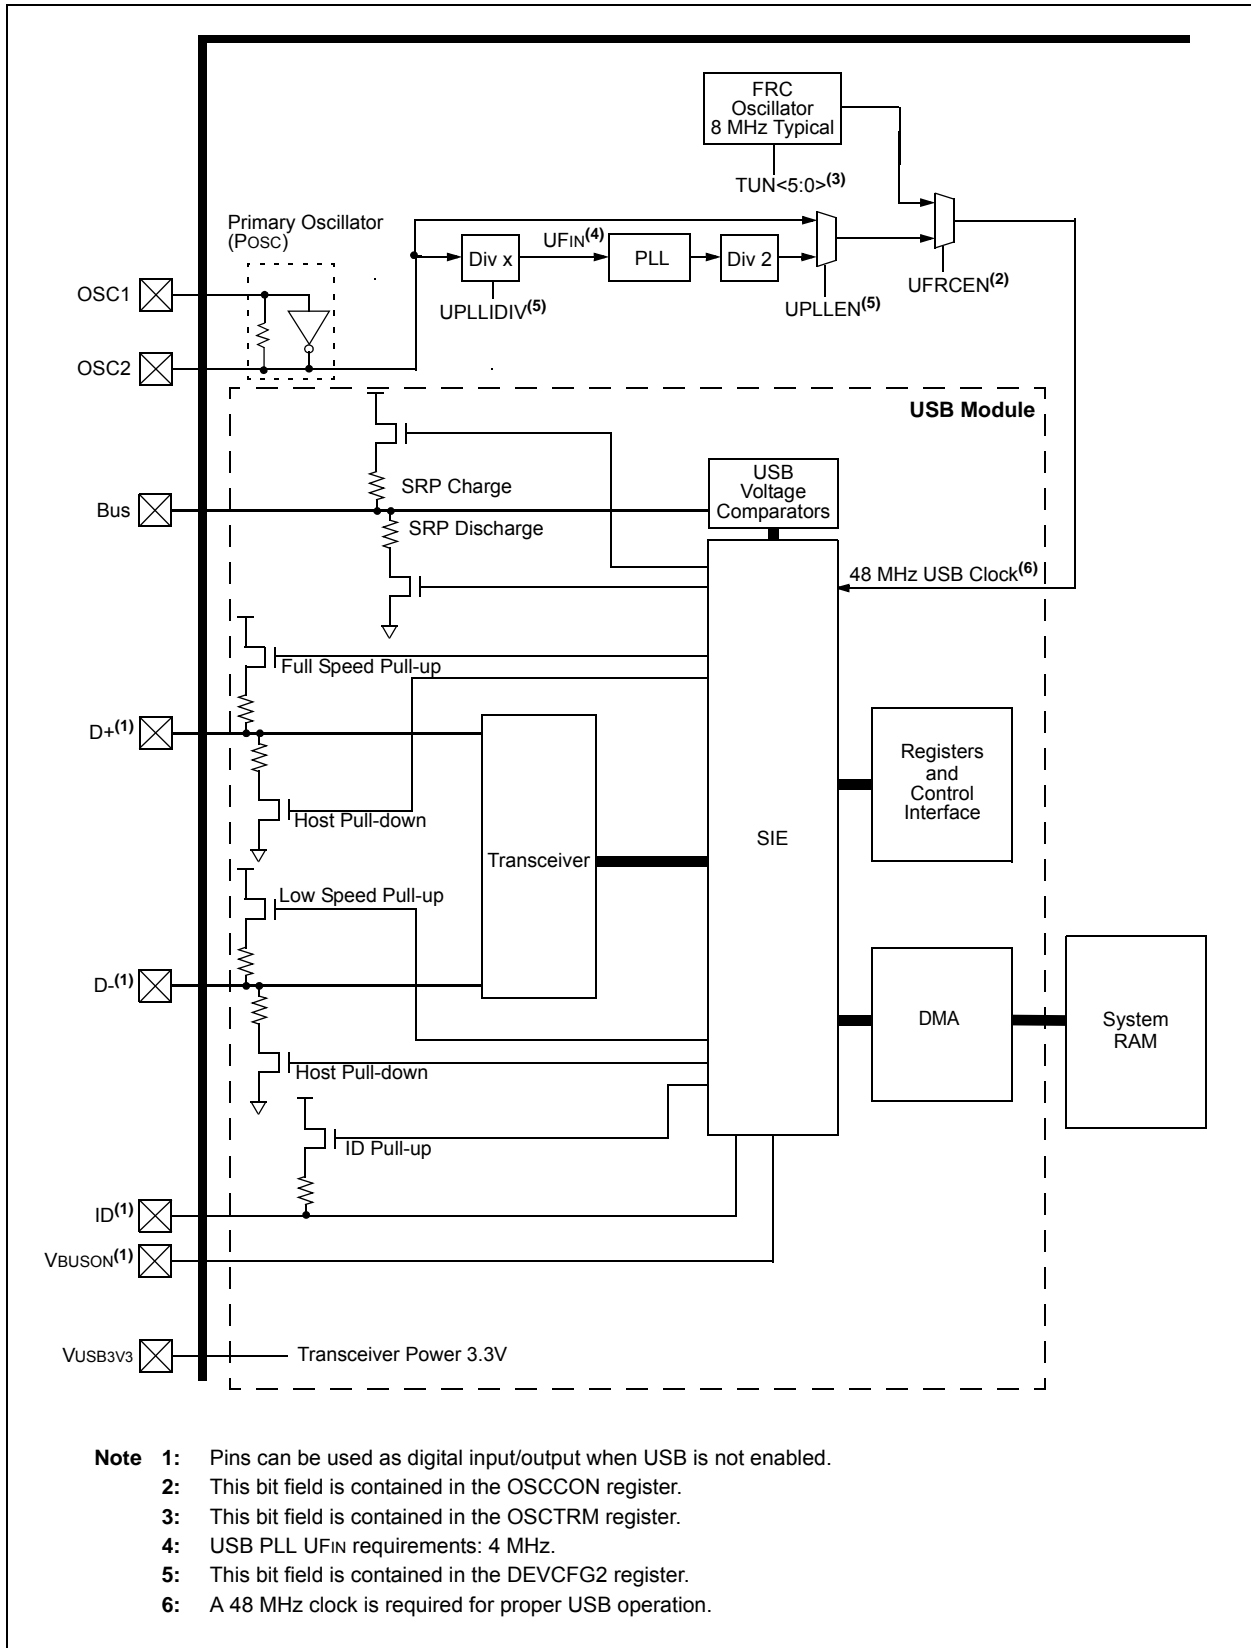 FRC
Oscillator
8 MHz Typical
TUN<5:0>(3)
Primary Oscillator
(POSC)
UFIN(4)
Div x
PLL
Div 2
UFRCEN(2)
OSC1
UPLLIDIV(5)
UPLLEN(5)
OSC2
USB Module
USB
Voltage
Comparators
SRP Charge
Bus
SRP Discharge
48 MHz USB Clock(6)
Full Speed Pull-up
D+(1)
Registers
and
Control
Interface
Host Pull-down
SIE
Transceiver
Low Speed Pull-up
D-(1)
DMA
System
RAM
Host Pull-down
ID Pull-up
ID(1)
VBUSON(1)
VUSB3V3
Transceiver Power 3.3V
Note 1: Pins can be used as digital input/output when USB is not enabled.
2: This bit field is contained in the OSCCON register.
3: This bit field is contained in the OSCTRM register.
4: USB PLL UFIN requirements: 4 MHz.
5: This bit field is contained in the DEVCFG2 register.
6: A 48 MHz clock is required for proper USB operation.